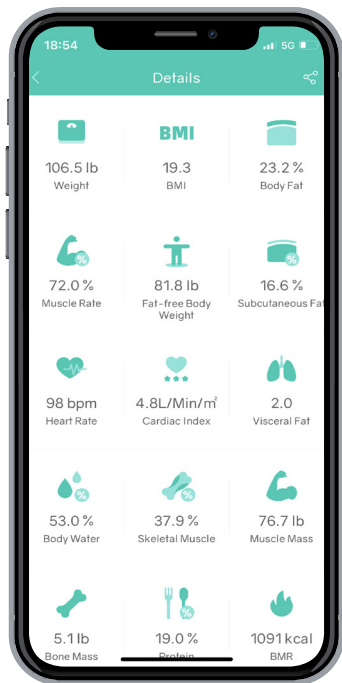 18:54
5G
Details
BMI
106.5 lb
Weight
19.3
BMI
23.2 %
Body Fat
%
%
72.0 %
Muscle Rate
81.8 lb
Fat-free Body
Weight
16.6 %
Subcutaneous Fat
98 bpm
Heart Rate
4.8L/Min/m²
Cardiac Index
2.0
Visceral Fat
%
%
53.0 %
Body Water
37.9 %
Skeletal Muscle
76.7 lb
Muscle Mass
%
5.1 lb
Bone Mass
19.0 %
Protein
1091 kcal
BMR